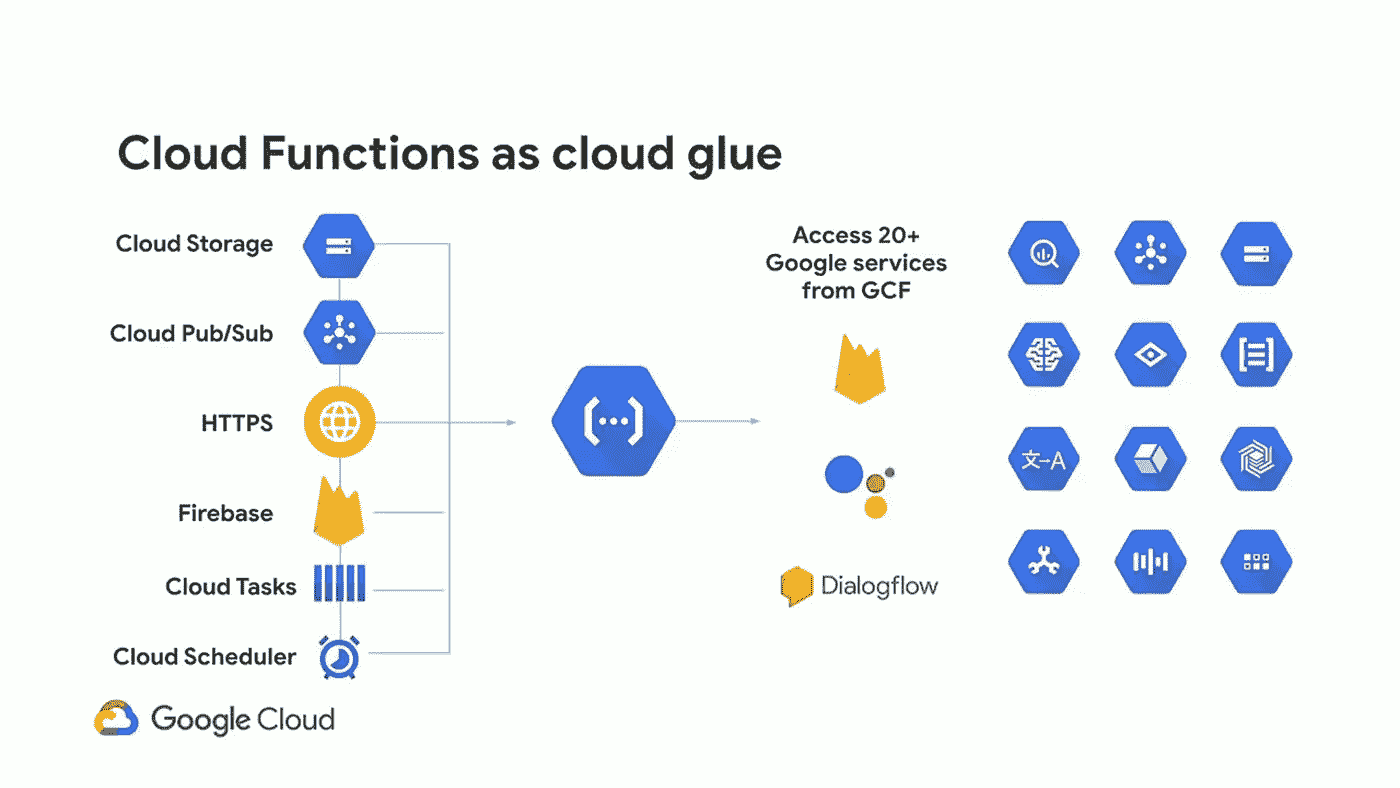 Cloud Functions as cloud glue
Cloud Storage
Cloud Pub/Sub
HTTPS
Firebase
Cloud Tasks
Cloud Scheduler
Access 20+
Google services
from GCF
Dialogflow
文→A
Google Cloud